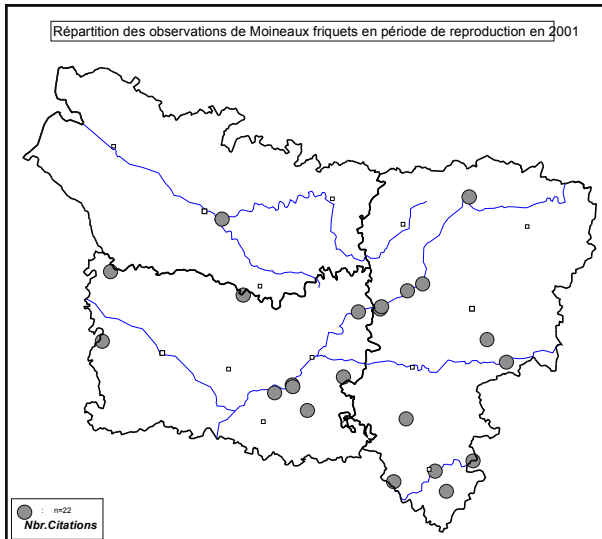 Répartition des observations de Moineaux friquets en période de reproduction en 2001
: n=22
Nbr.Citations